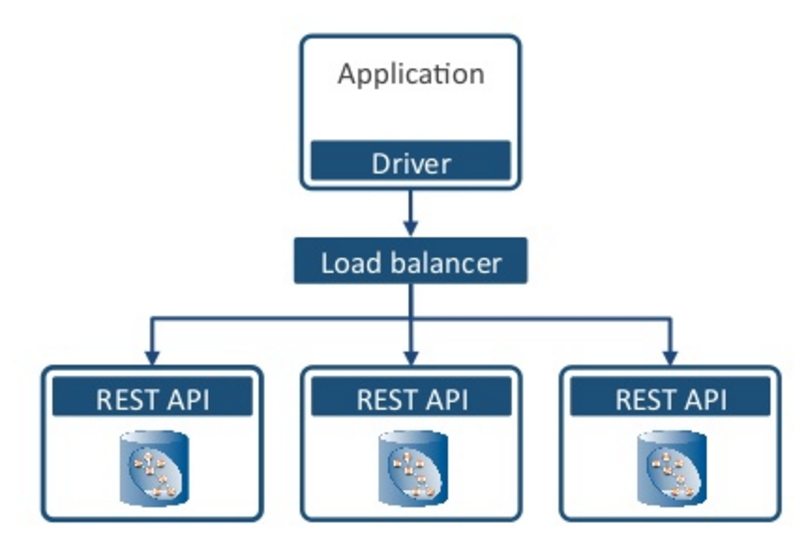 Application
Driver
Load balancer
REST API
REST API
REST API